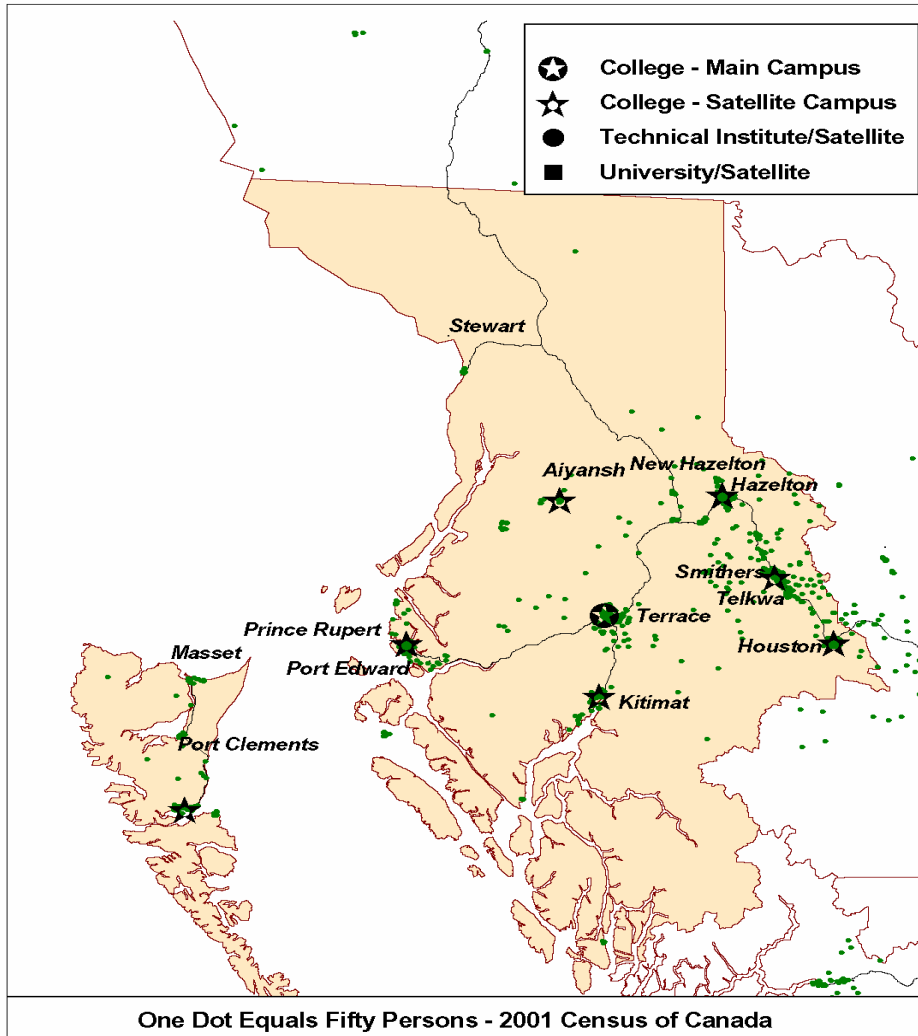 College - Main Campus
College - Satellite Campus
Technical Institute/Satellite
University/Satellite
Stewart
New Hazelton
Aiyansh
Hazelton
Smithers
Telkwa
Terrace
Prince Rupert
Houston
Masset
Port Edward
Kitimat
Port Clements
One Dot Equals Fifty Persons - 2001 Census of Canada